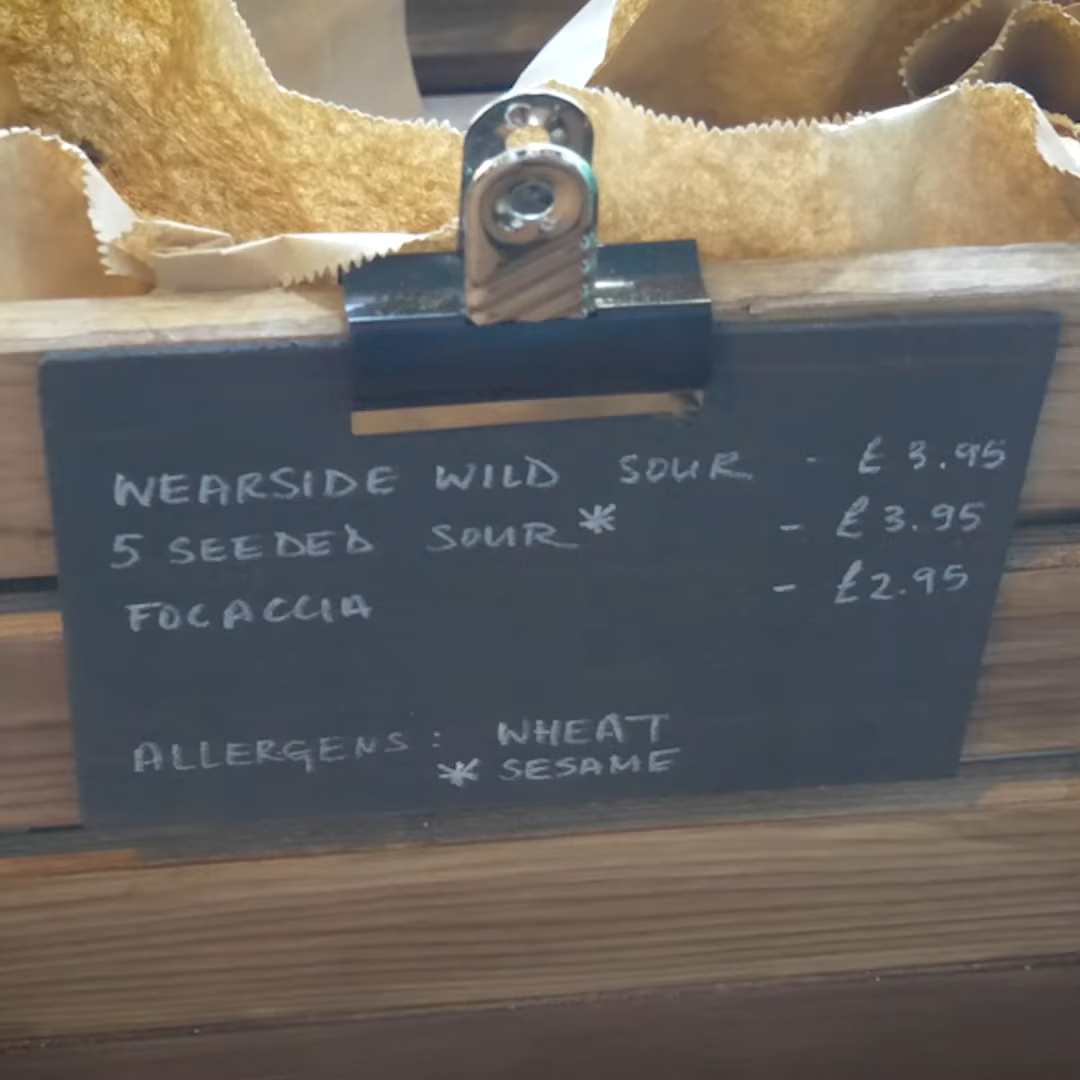 WEARSIDE WILD SOUR - £3.95
5 SEEDED SOUR* - £3.95
FOCACCIA - £2.95
ALLERGENS: WHEAT
* SESAME